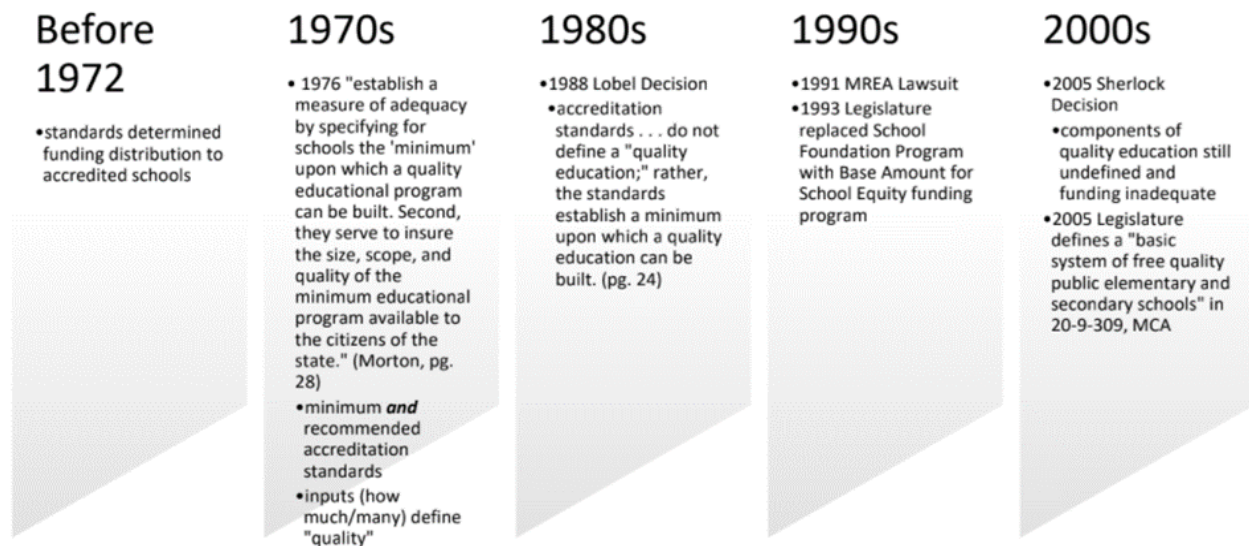 Before
1972
•standards determined
funding distribution to
accredited schools
1970s
• 1976 "establish a
measure of adequacy
by specifying for
schools the 'minimum'
upon which a quality
educational program
can be built. Second,
they serve to insure
the size, scope, and
quality of the
minimum educational
program available to
the citizens of the
state." (Morton, pg.
28)
•minimum and
recommended
accreditation
standards
•inputs (how
much/many) define
"quality"
1980s
•1988 Lobel Decision
•accreditation
standards . . . do not
define a "quality
education;" rather,
the standards
establish a minimum
upon which a quality
education can be
built. (pg. 24)
1990s
•1991 MREA Lawsuit
•1993 Legislature
replaced School
Foundation Program
with Base Amount for
School Equity funding
program
2000s
•2005 Sherlock
Decision
•components of
quality education still
undefined and
funding inadequate
•2005 Legislature
defines a "basic
system of free quality
public elementary and
secondary schools" in
20-9-309, MCA